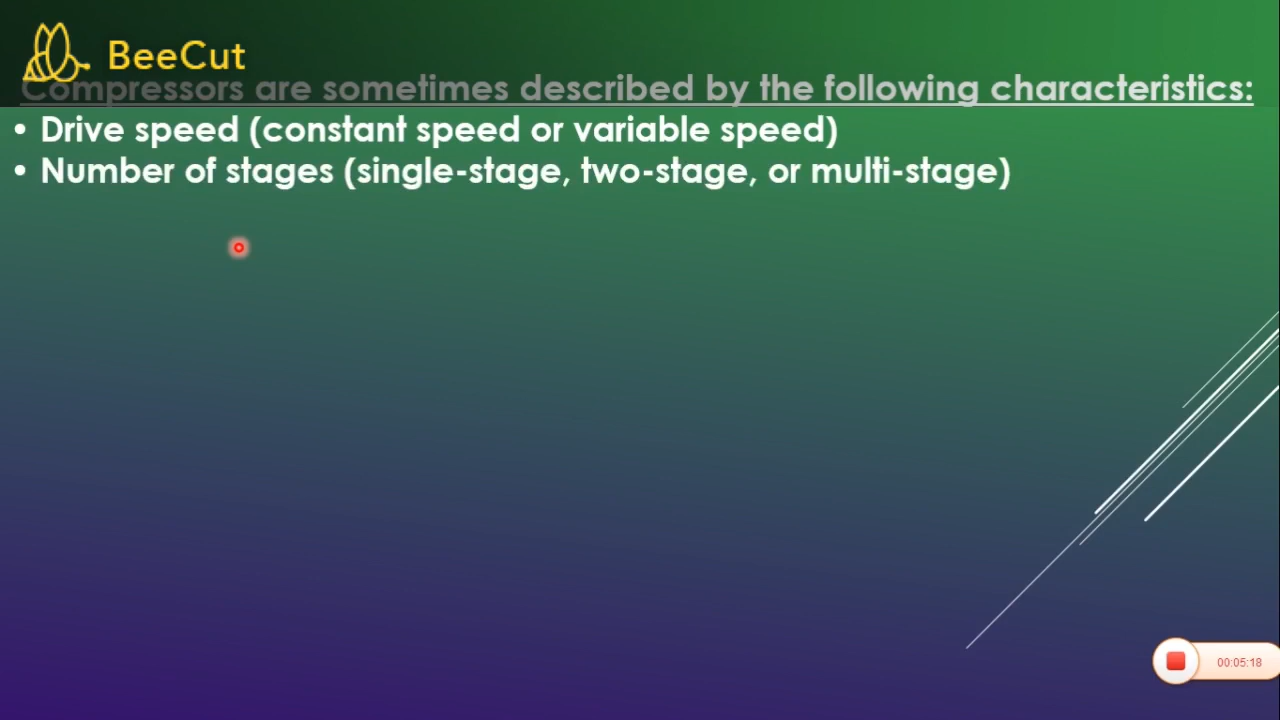 BeeCut
Compressors are sometimes described by the following characteristics:
• Drive speed (constant speed or variable speed)
• Number of stages (single-stage, two-stage, or multi-stage)
00:05:18